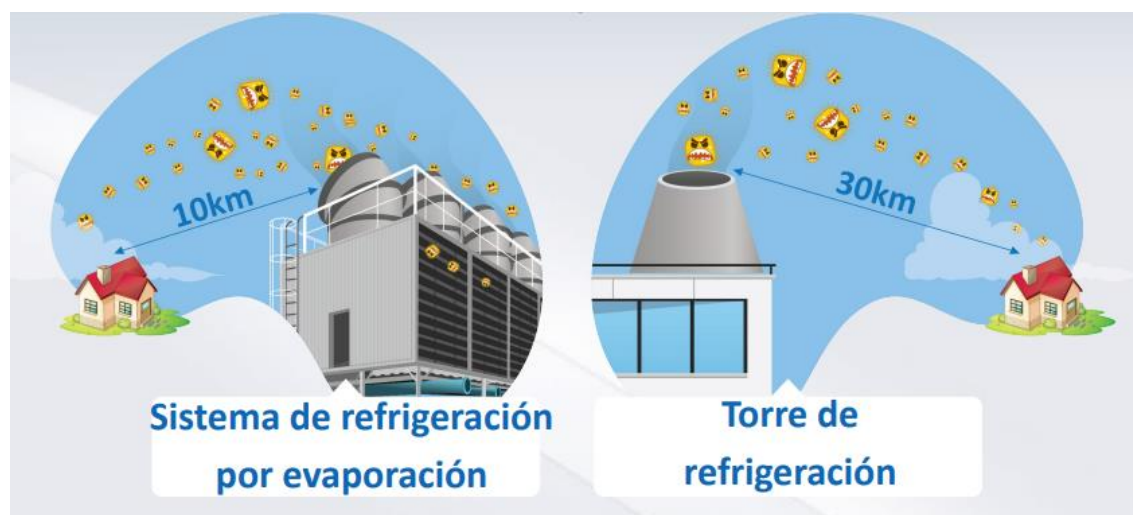 10km
30km
Sistema de refrigeración
por evaporación
Torre de
refrigeración